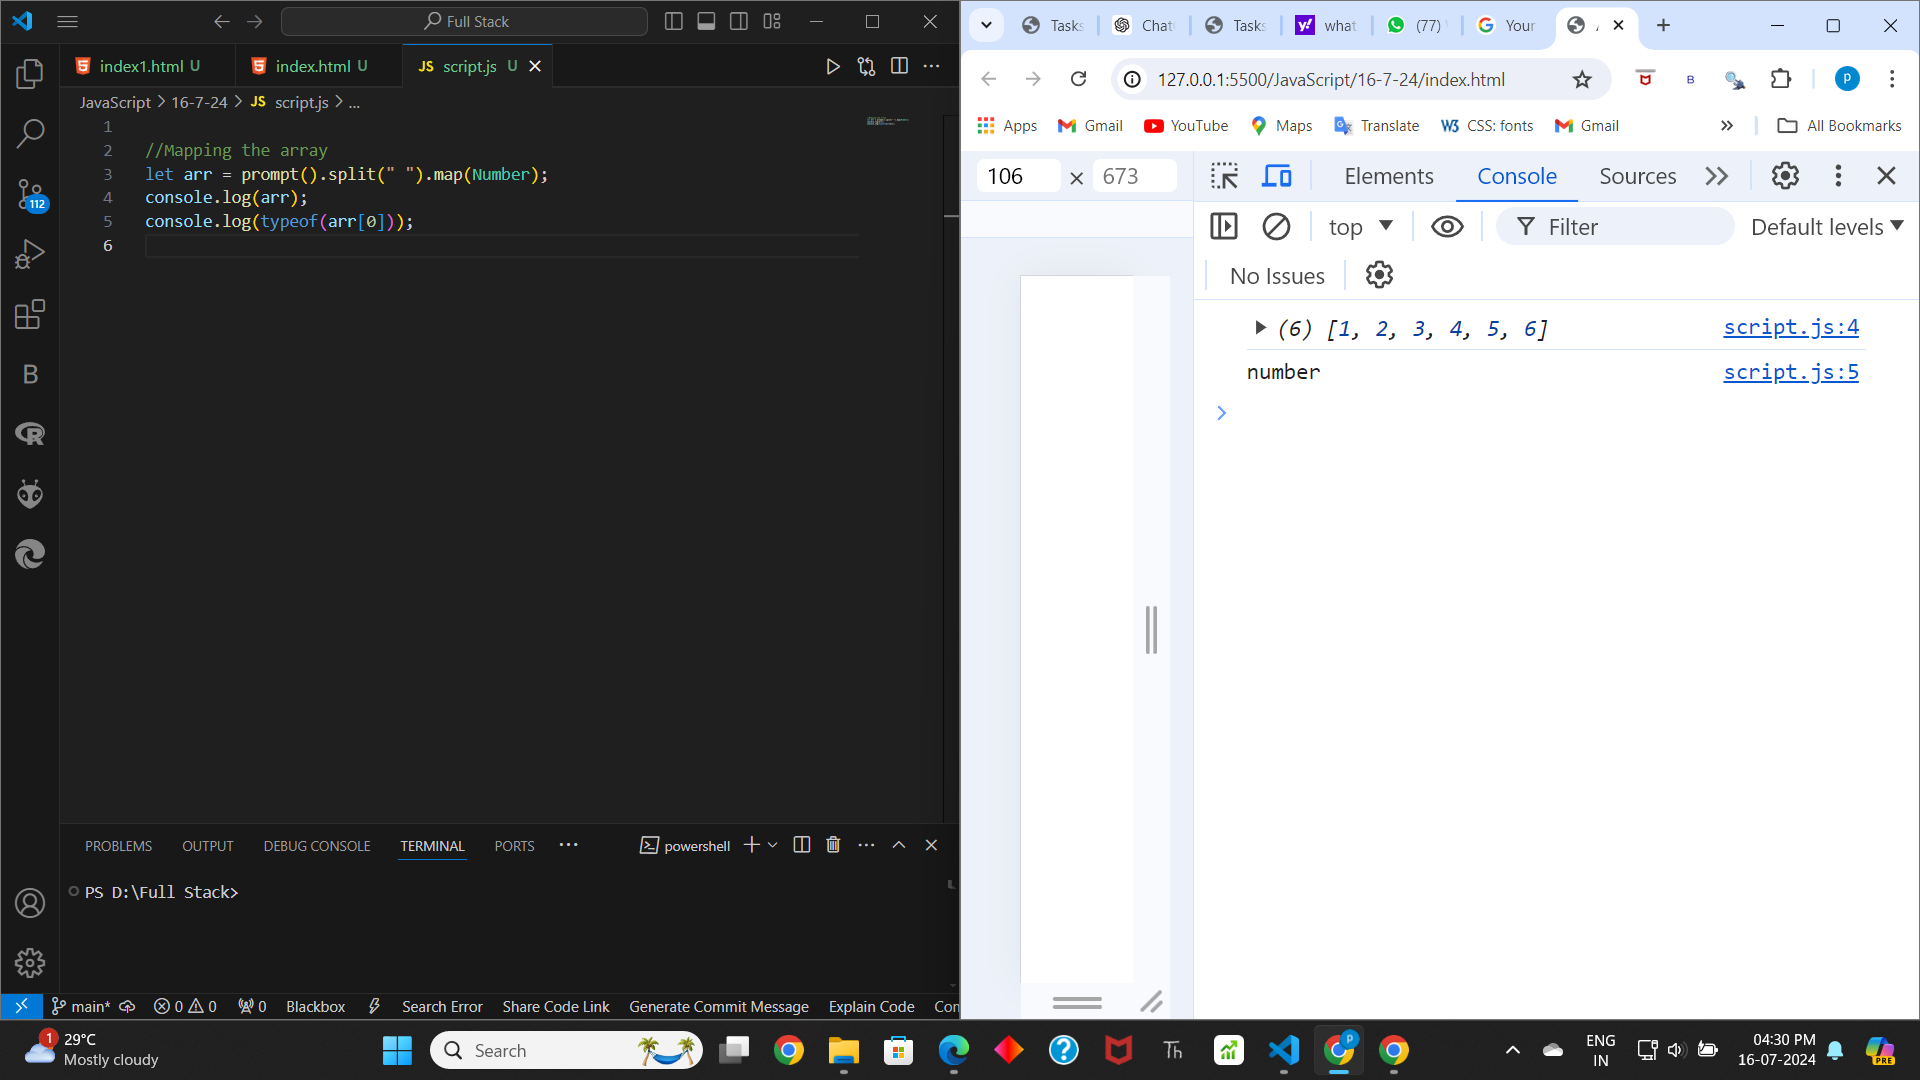 Full Stack
index1.html U
index.html U
JS script.js U
JavaScript > 16-7-24 > JS script.js > ...
1
2 //Mapping the array
3 let arr = prompt().split(" ").map(Number);
4 console.log(arr);
5 console.log(typeof(arr[0]));
6
112
B
PROBLEMS OUTPUT DEBUG CONSOLE TERMINAL PORTS ...
powershell
PS D:\Full Stack>
main* 0 0 0 Blackbox Search Error Share Code Link Generate Commit Message Explain Code Con
Tasks
Chat
Tasks
what
(77)
Your
127.0.0.1:5500/JavaScript/16-7-24/index.html
B
P
Apps Gmail YouTube Maps Translate W3 CSS: fonts Gmail All Bookmarks
106 × 673
Elements Console Sources
top Filter Default levels
No Issues
(6) [1, 2, 3, 4, 5, 6] script.js:4
number script.js:5
1
29°C
Mostly cloudy
Search
Th
P
ENG
IN
04:30 PM
16-07-2024
PRE